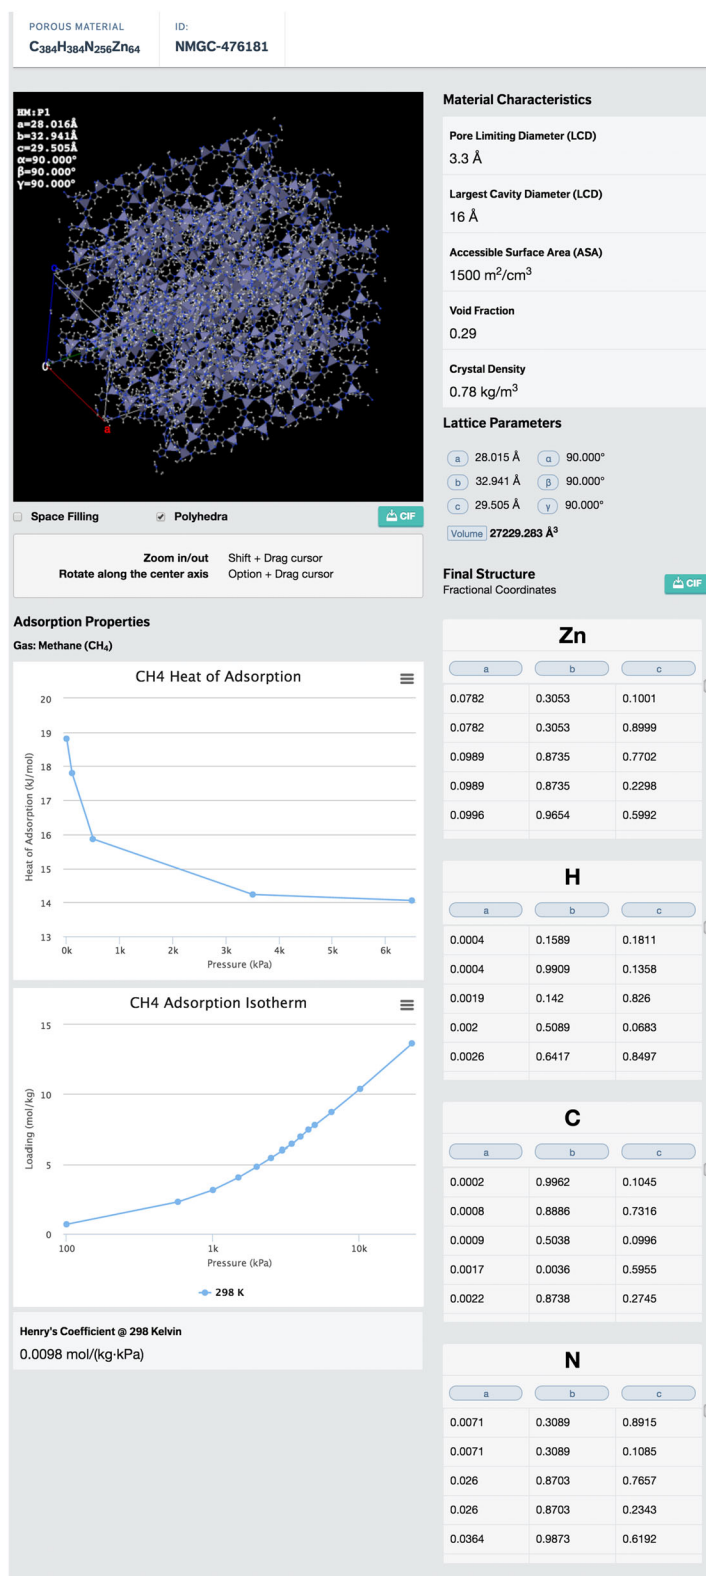 POROUS MATERIAL
C384H384N256Zn64
ID:
NMGC-476181
HM:P1
a=28.016Å
b=32.941Å
c=29.505Å
α=90.000°
β=90.000°
γ=90.000°
c
0
a
Space Filling
Polyhedra
CIF
Zoom in/out Shift + Drag cursor
Rotate along the center axis Option + Drag cursor
Adsorption Properties
Gas: Methane (CH4)
CH4 Heat of Adsorption
Heat of Adsorption (kJ/mol)
20
19
18
17
16
15
14
13
0k 1k 2k 3k 4k 5k 6k
Pressure (kPa)
CH4 Adsorption Isotherm
Loading (mol/kg)
15
10
5
0
100 1k 10k
Pressure (kPa)
298 K
Henry's Coefficient @ 298 Kelvin
0.0098 mol/(kg·kPa)
Material Characteristics
Pore Limiting Diameter (LCD)
3.3 Å
Largest Cavity Diameter (LCD)
16 Å
Accessible Surface Area (ASA)
1500 m2/cm3
Void Fraction
0.29
Crystal Density
0.78 kg/m3
Lattice Parameters
a 28.015 Å α 90.000°
b 32.941 Å β 90.000°
c 29.505 Å γ 90.000°
Volume 27229.283 Å3
Final Structure
Fractional Coordinates
CIF
Zn
a b c
0.0782 0.3053 0.1001
0.0782 0.3053 0.8999
0.0989 0.8735 0.7702
0.0989 0.8735 0.2298
0.0996 0.9654 0.5992
H
a b c
0.0004 0.1589 0.1811
0.0004 0.9909 0.1358
0.0019 0.142 0.826
0.002 0.5089 0.0683
0.0026 0.6417 0.8497
C
a b c
0.0002 0.9962 0.1045
0.0008 0.8886 0.7316
0.0009 0.5038 0.0996
0.0017 0.0036 0.5955
0.0022 0.8738 0.2745
N
a b c
0.0071 0.3089 0.8915
0.0071 0.3089 0.1085
0.026 0.8703 0.7657
0.026 0.8703 0.2343
0.0364 0.9873 0.6192